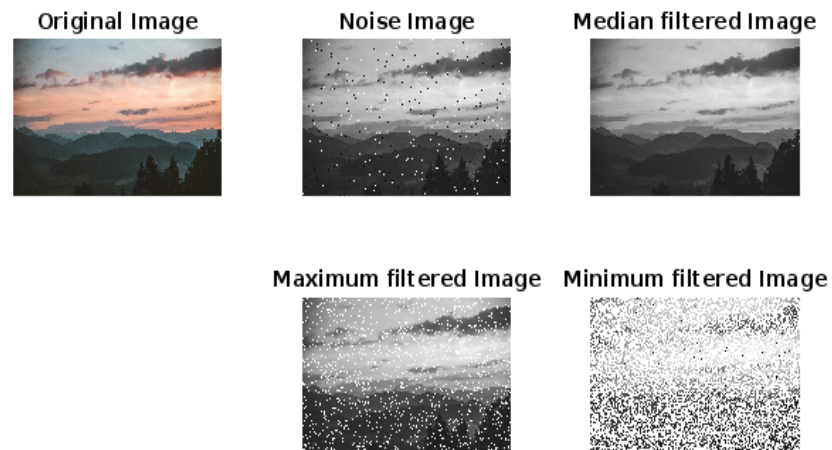 Original Image
Noise Image
Median filtered Image
Maximum filtered Image
Minimum filtered Image